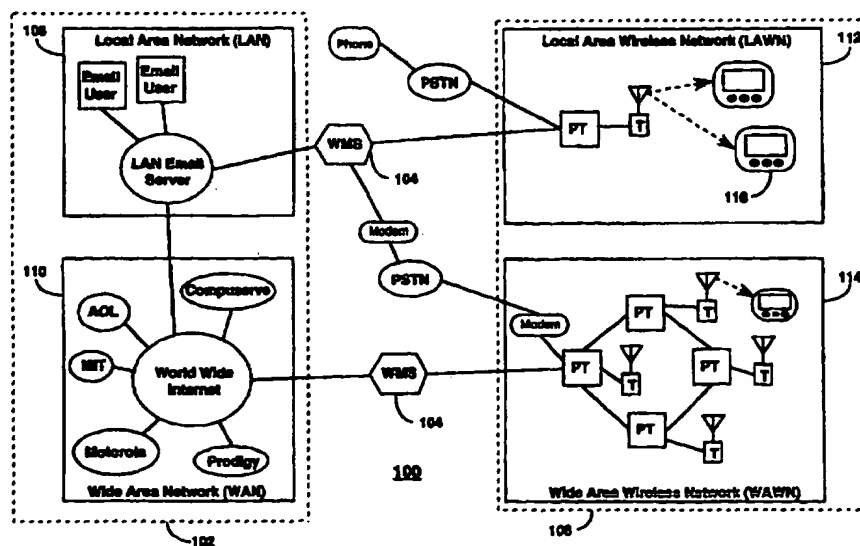 108
Local Area Network (LAN)
Email
User
Email
User
LAN Email
Server
Phone
PSTN
WMS
104
Local Area Wireless Network (LAWN)
112
PT
T
116
Modem
PSTN
110
Compuserve
AOL
MIT
World Wide
Internet
Motorola
Prodigy
Wide Area Network (WAN)
102
WMS
104
100
114
Modem
PT
T
PT
T
PT
T
PT
T
Wide Area Wireless Network (WAWN)
106